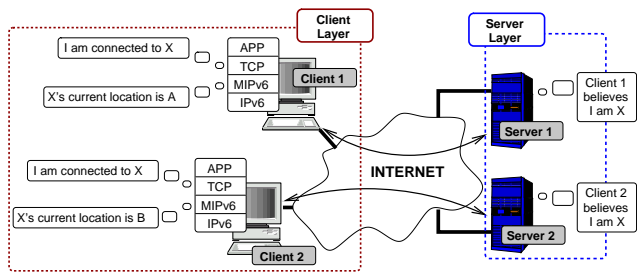 Client
Layer
Server
Layer
I am connected to X
X's current location is A
APP
TCP
MIPv6
IPv6
Client 1
Client 1
believes
I am X
Server 1
INTERNET
I am connected to X
X's current location is B
APP
TCP
MIPv6
IPv6
Client 2
Client 2
believes
I am X
Server 2